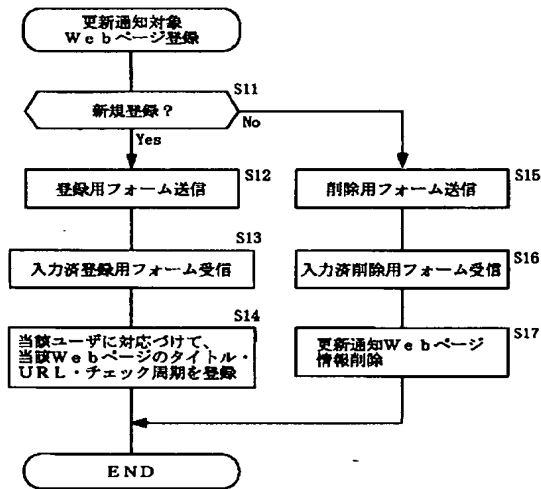 更新通知対象
Webページ登録
S11
新規登録?
No
Yes
登録用フォーム送信
S12
削除用フォーム送信
S15
S13
入力済登録用フォーム受信
S16
入力済削除用フォーム受信
S14
当該ユーザに対応づけて、
当該Webページのタイトル・
URL・チェック周期を登録
S17
更新通知Webページ
情報削除
END